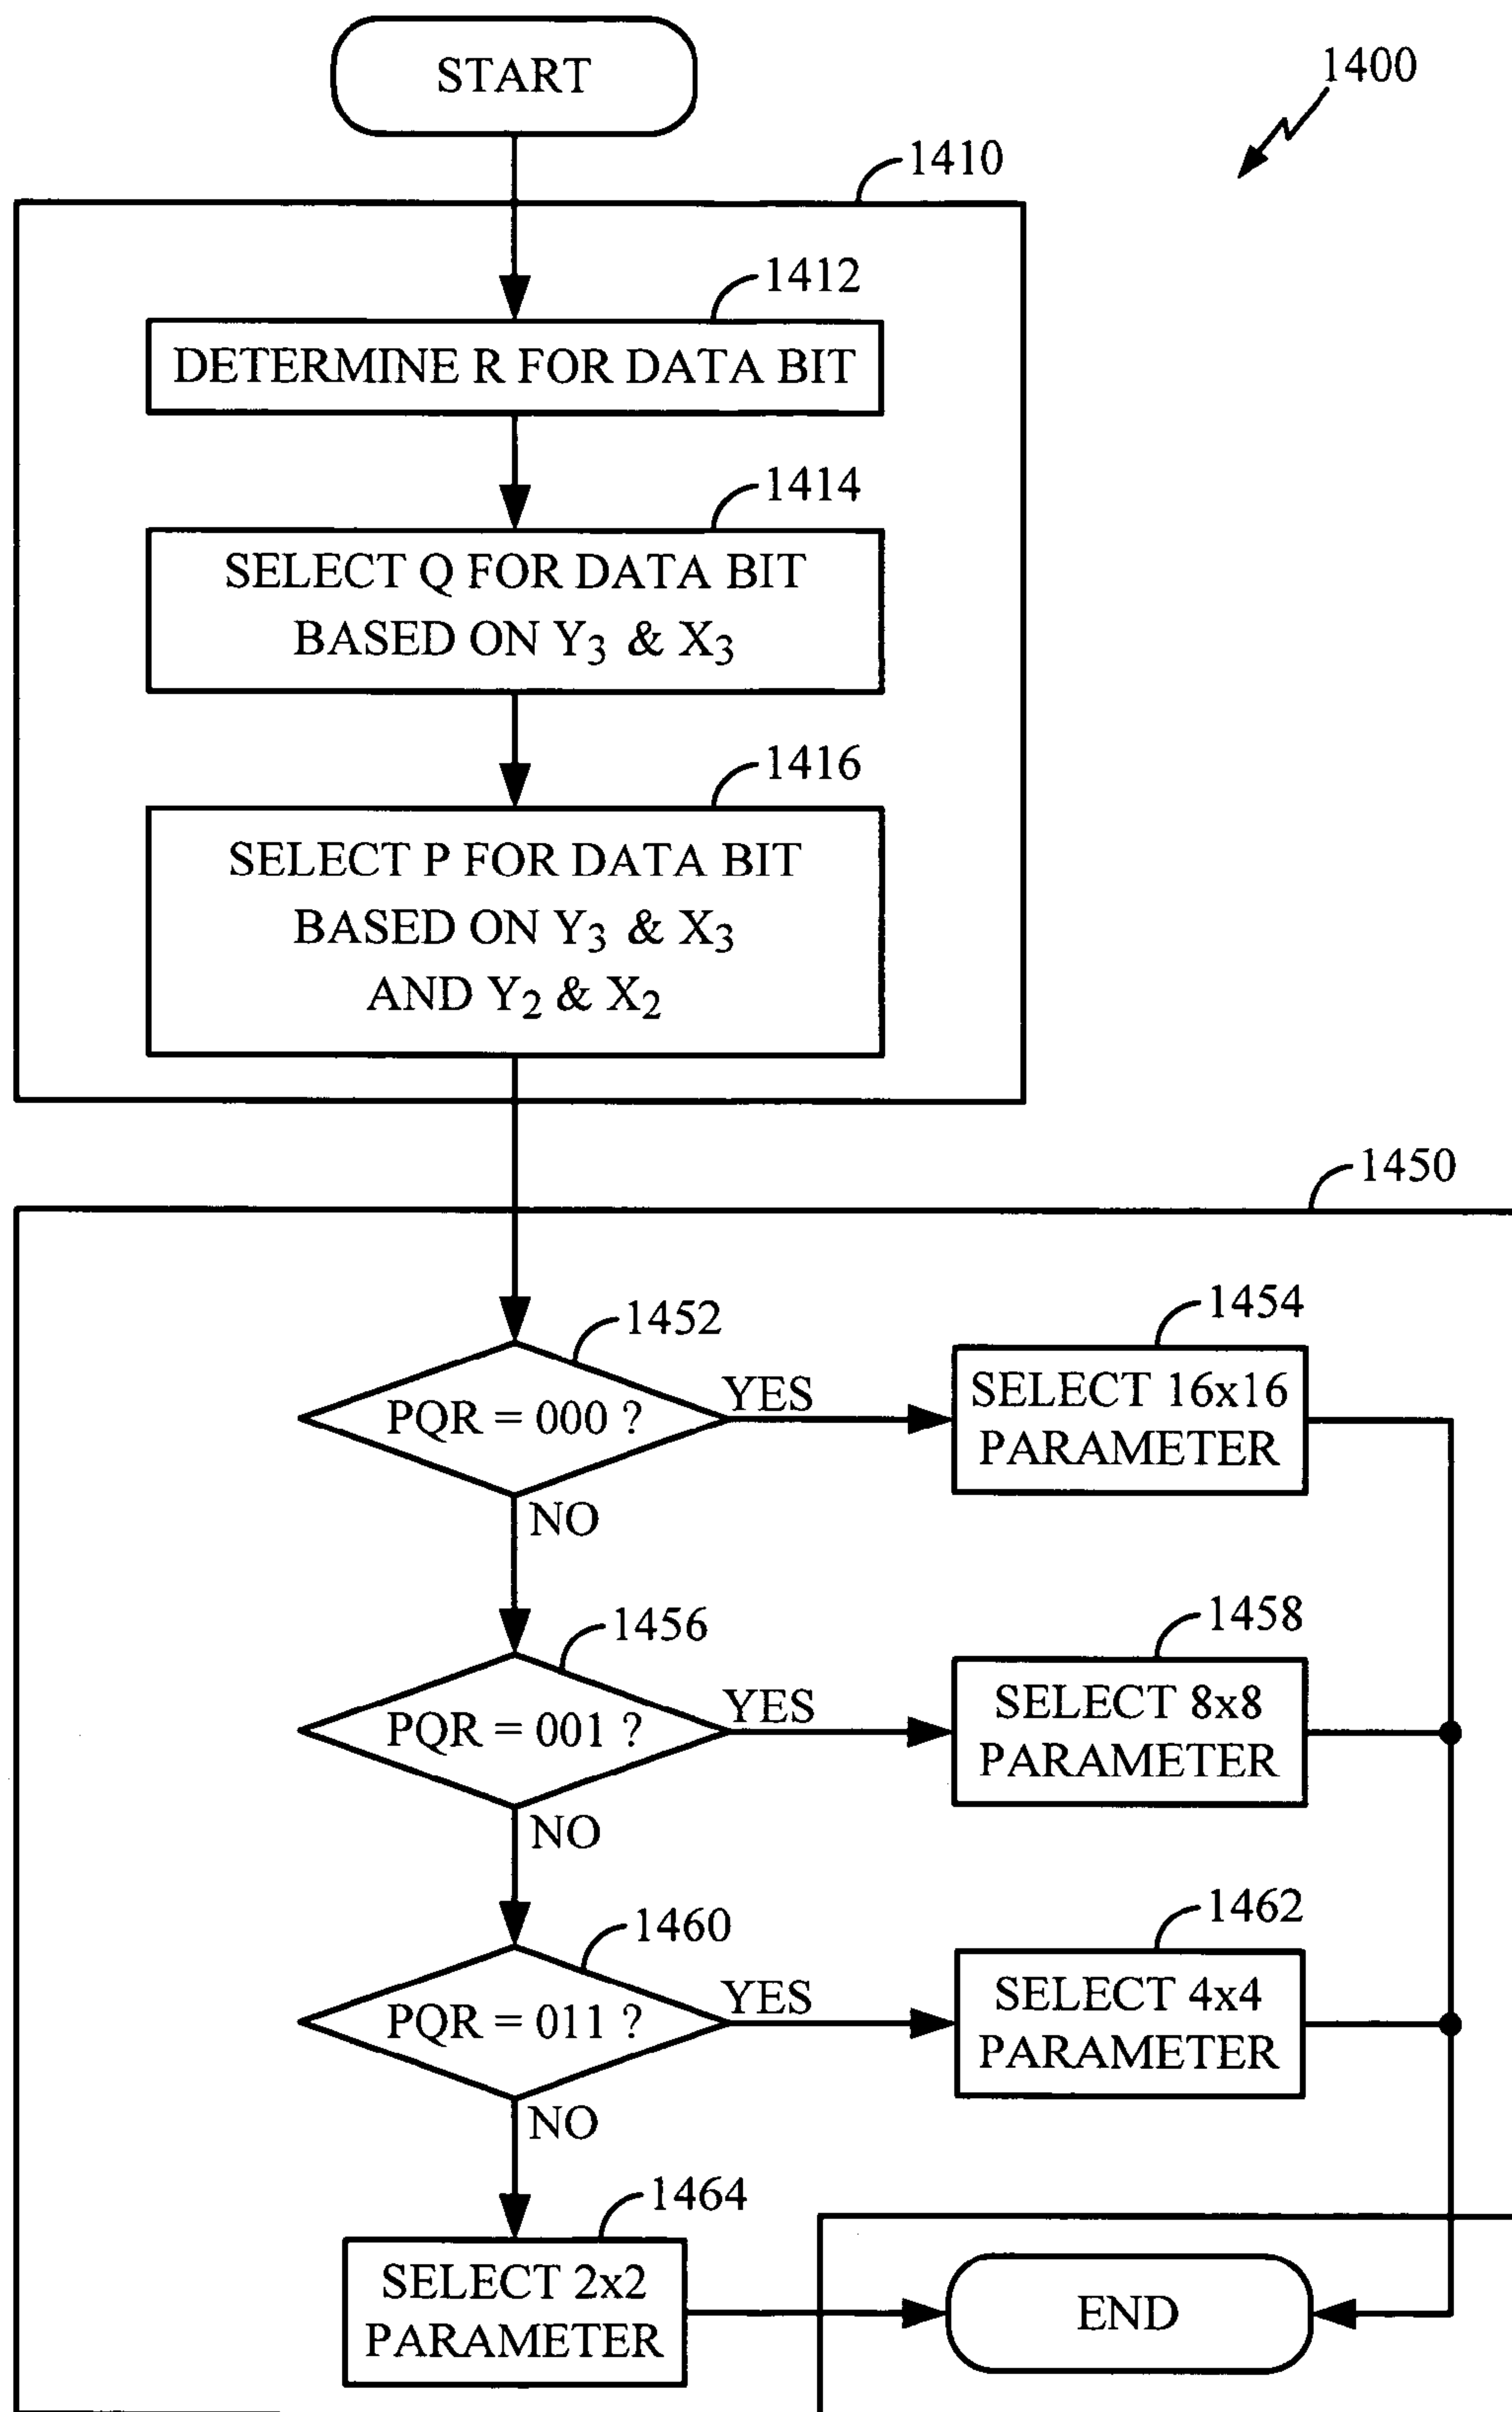 START
1400
1410
1412
DETERMINE R FOR DATA BIT
1414
SELECT Q FOR DATA BIT
BASED ON Y3 & X3
1416
SELECT P FOR DATA BIT
BASED ON Y3 & X3
AND Y2 & X2
1450
1452
PQR = 000 ?
YES
1454
SELECT 16x16
PARAMETER
NO
1456
PQR = 001 ?
YES
1458
SELECT 8x8
PARAMETER
NO
1460
PQR = 011 ?
YES
1462
SELECT 4x4
PARAMETER
NO
1464
SELECT 2x2
PARAMETER
END